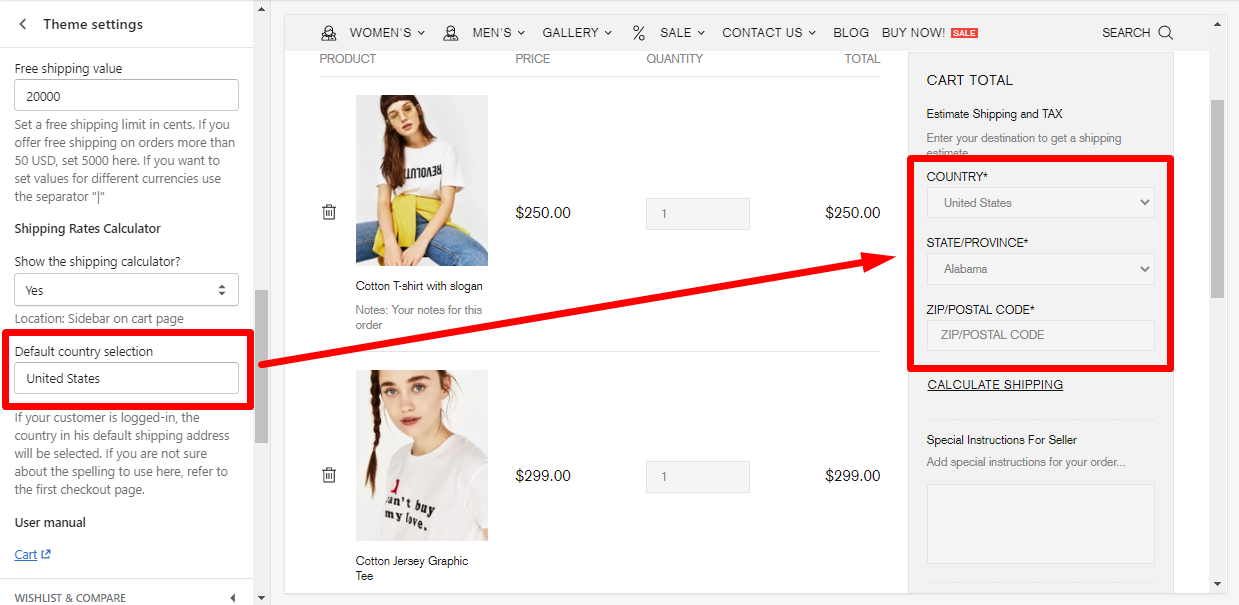 Theme settings
Free shipping value
20000
Set a free shipping limit in cents. If you
offer free shipping on orders more than
50 USD, set 5000 here. If you want to
set values for different currencies use
the separator "|"
Shipping Rates Calculator
Show the shipping calculator?
Yes
Location: Sidebar on cart page
Default country selection
United States
If your customer is logged-in, the
country in his default shipping address
will be selected. If you are not sure
about the spelling to use here, refer to
the first checkout page.
User manual
Cart
WISHLIST & COMPARE
WOMEN'S MEN'S GALLERY % SALE CONTACT US BLOG BUY NOW! SALE SEARCH
PRODUCT PRICE QUANTITY TOTAL
REVOLUTI
$250.00 1 $250.00
Cotton T-shirt with slogan
Notes: Your notes for this
order
can't buy
my love.
$299.00 1 $299.00
Cotton Jersey Graphic
Tee
CART TOTAL
Estimate Shipping and TAX
Enter your destination to get a shipping
estimate
COUNTRY*
United States
STATE/PROVINCE*
Alabama
ZIP/POSTAL CODE*
ZIP/POSTAL CODE
CALCULATE SHIPPING
Special Instructions For Seller
Add special instructions for your order...